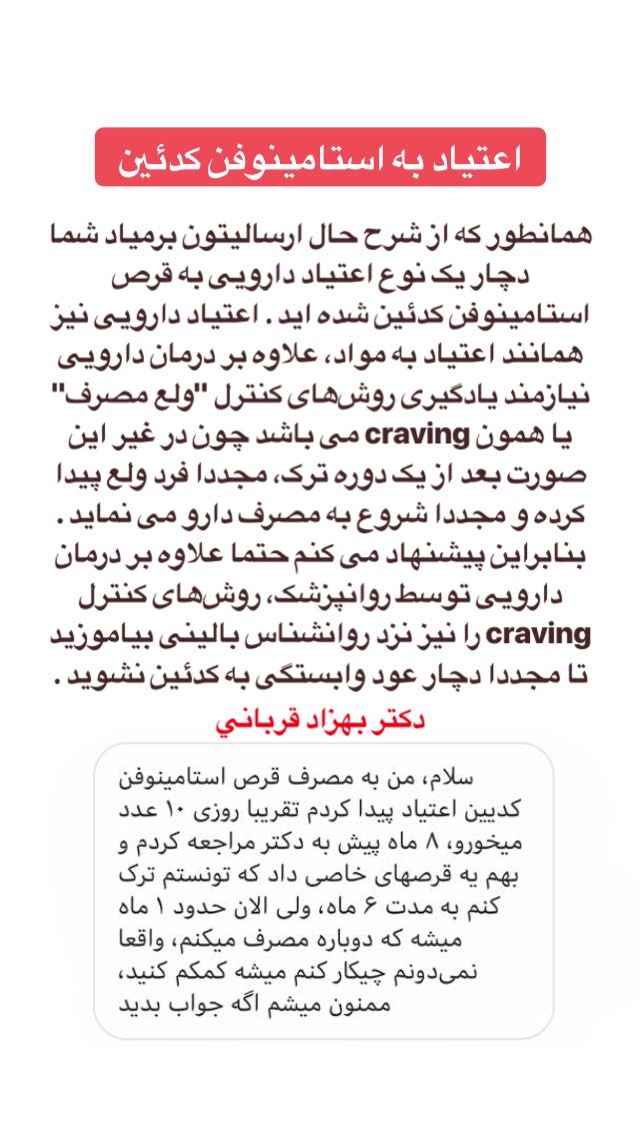 اعتیاد به استامینوفن کدئین
همانطور که از شرح حال ارسالیتون برمیاد شما
دچار یک نوع اعتیاد دارویی به قرص
استامینوفن کدئین شده اید . اعتیاد دارویی نیز
همانند اعتیاد به مواد، علاوه بر درمان دارویی
نیازمند یادگیری روش‌های کنترل "ولع مصرف"
یا همون craving می باشد چون در غیر این
صورت بعد از یک دوره ترک، مجددا فرد ولع پیدا
کرده و مجددا شروع به مصرف دارو می نماید .
بنابراین پیشنهاد می کنم حتما علاوه بر درمان
دارویی توسط روانپزشک، روش‌های کنترل
craving را نیز نزد روانشناس بالینی بیاموزید
تا مجددا دچار عود وابستگی به کدئین نشوید .
دکتر بهزاد قرباني
سلام، من به مصرف قرص استامینوفن
کدیین اعتیاد پیدا کردم تقریبا روزی ۱۰ عدد
میخورو، ۸ ماه پیش به دکتر مراجعه کردم و
بهم یه قرصهای خاصی داد که تونستم ترک
کنم به مدت ۶ ماه، ولی الان حدود ۱ ماه
میشه که دوباره مصرف میکنم، واقعا
نمی‌دونم چیکار کنم میشه کمکم کنید،
ممنون میشم اگه جواب بدید